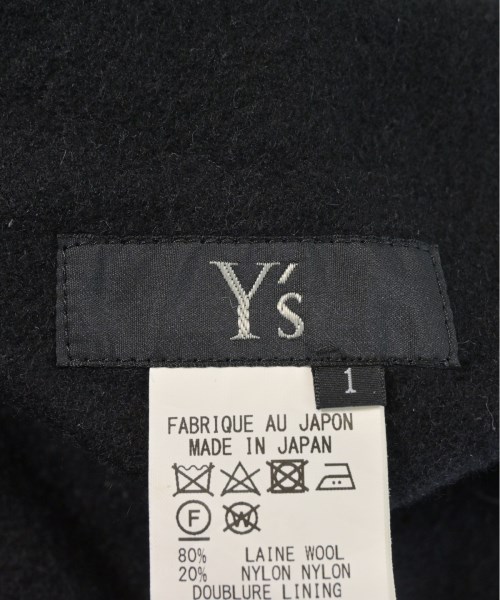 Y's
1
FABRIQUE AU JAPON
MADE IN JAPAN
F
W
80% LAINE WOOL
20% NYLON NYLON
DOUBLURE LINING